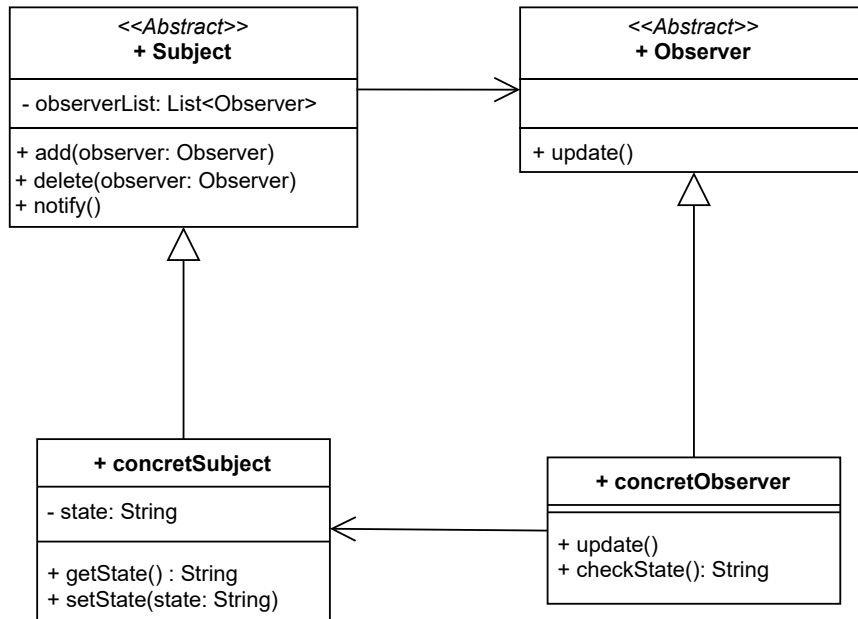 <<Abstract>>
+ Subject
- observerList: List<Observer>
+ add(observer: Observer)
+ delete(observer: Observer)
+ notify()
<<Abstract>>
+ Observer
+ update()
+ concretSubject
- state: String
+ getState() : String
+ setState(state: String)
+ concretObserver
+ update()
+ checkState(): String